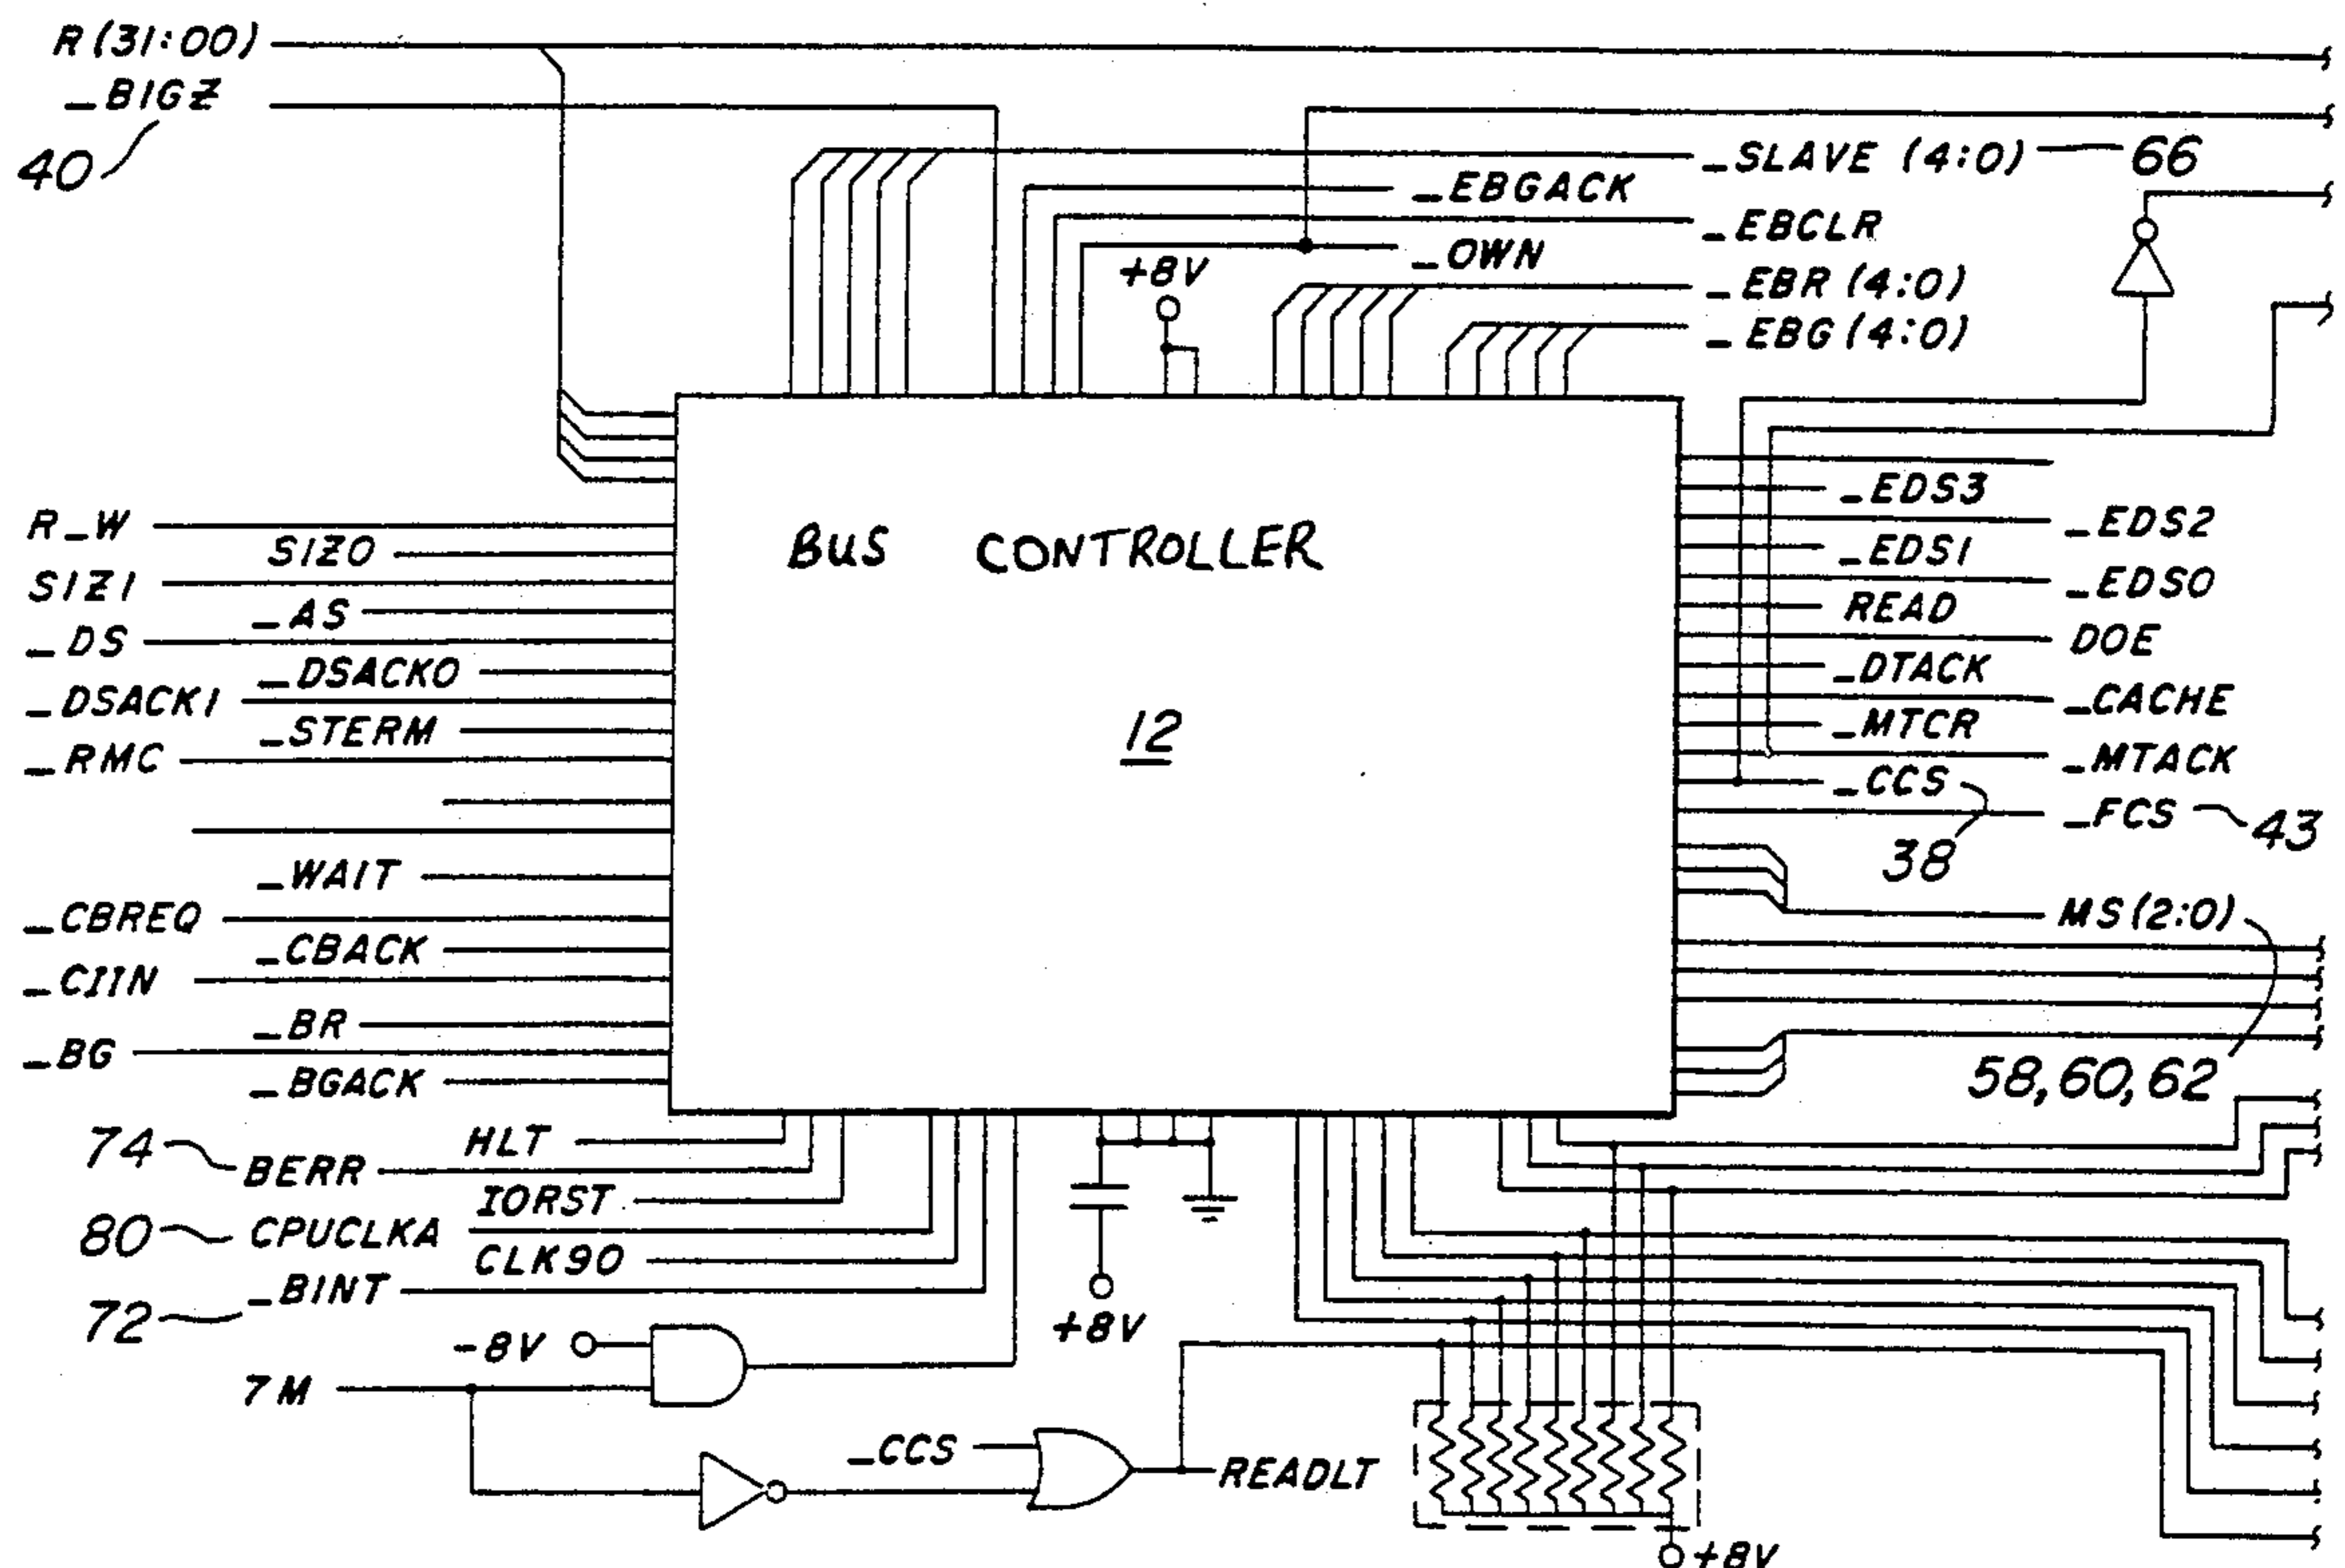 R (31:00)
_BIGZ
40
_SLAVE (4:0)
66
_EBGACK
_EBCLR
_OWN
+8V
_EBR (4:0)
_EBG (4:0)
BUS CONTROLLER
12
R_W
SIZ0
SIZ1
_AS
_DS
_DSACK0
_DSACK1
_STERM
_RMC
_WAIT
_CBREQ
_CBACK
_CIIN
_BR
_BG
_BGACK
_EDS3
_EDS2
_EDS1
_EDS0
READ
DOE
_DTACK
_CACHE
_MTCR
_MTACK
_CCS
38
_FCS
43
MS (2:0)
58, 60, 62
HLT
74
BERR
IORST
80
CPUCLKA
CLK90
_BINT
72
-8V
7M
+8V
_CCS
READLT
+8V